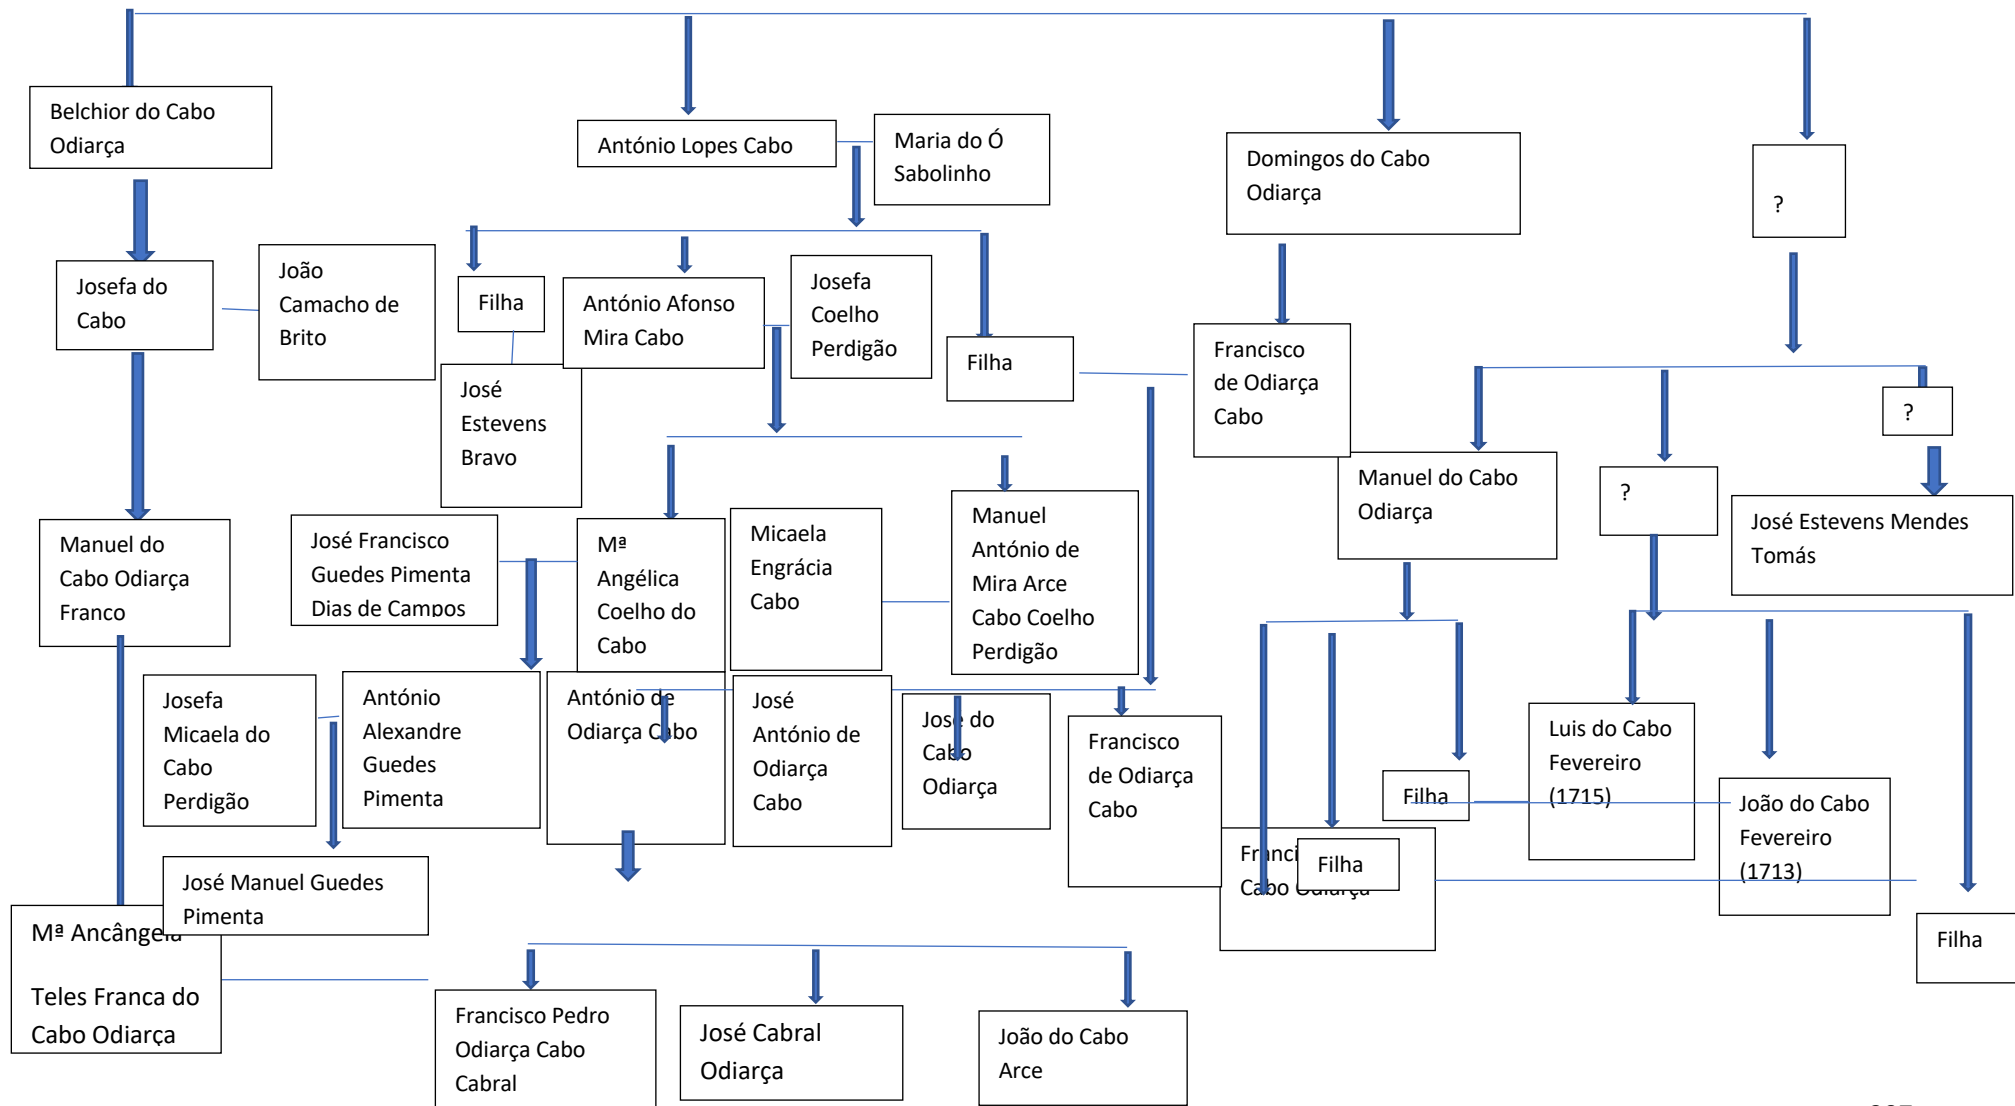 Belchior do Cabo
Odiarça
António Lopes Cabo
Maria do Ó
Sabolinho
Domingos do Cabo
Odiarça
?
Josefa do
Cabo
João
Camacho de
Brito
Filha
António Afonso
Mira Cabo
Josefa
Coelho
Perdigão
Filha
Francisco
de Odiarça
Cabo
?
José
Estevens
Bravo
Manuel do Cabo
Odiarça
?
José Estevens Mendes
Tomás
Manuel do
Cabo Odiarça
Franco
José Francisco
Guedes Pimenta
Dias de Campos
Mª
Angélica
Coelho do
Cabo
Micaela
Engrácia
Cabo
Manuel
António de
Mira Arce
Cabo Coelho
Perdigão
Josefa
Micaela do
Cabo
Perdigão
António
Alexandre
Guedes
Pimenta
António de
Odiarça Cabo
José
António de
Odiarça
Cabo
José do
Cabo
Odiarça
Francisco
de Odiarça
Cabo
Filha
Luis do Cabo
Fevereiro
(1715)
João do Cabo
Fevereiro
(1713)
Filha
Cabo Odiarça
Filha
José Manuel Guedes
Pimenta
Mª Ancângela
Teles Franca do
Cabo Odiarça
Francisco Pedro
Odiarça Cabo
Cabral
José Cabral
Odiarça
João do Cabo
Arce